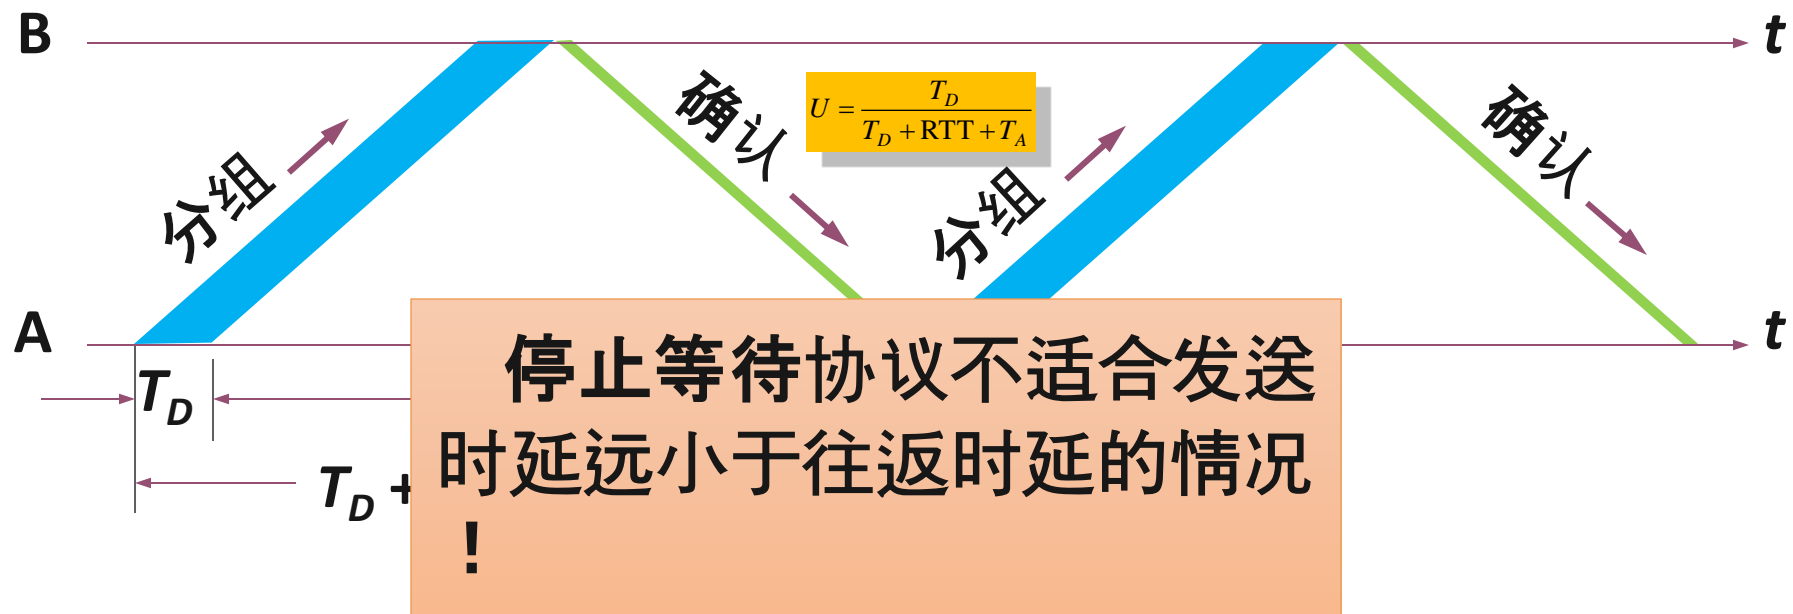 B
t
确认
U = T_D / (T_D + RTT + T_A)
确认
分组
分组
A
t
T_D
T_D +
停止等待协议不适合发送
时延远小于往返时延的情况
！